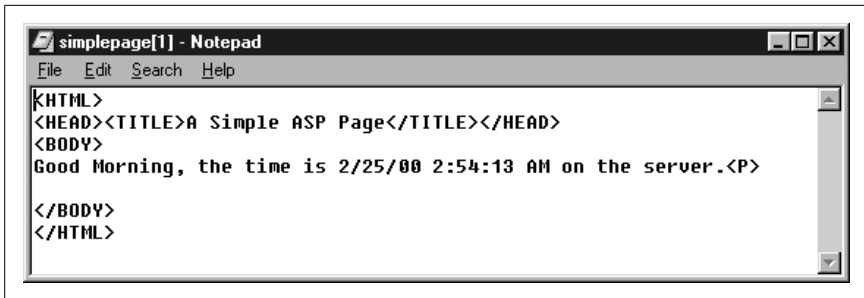 simplepage[1] - Notepad
File Edit Search Help
<HTML>
<HEAD><TITLE>A Simple ASP Page</TITLE></HEAD>
<BODY>
Good Morning, the time is 2/25/00 2:54:13 AM on the server.<P>
</BODY>
</HTML>